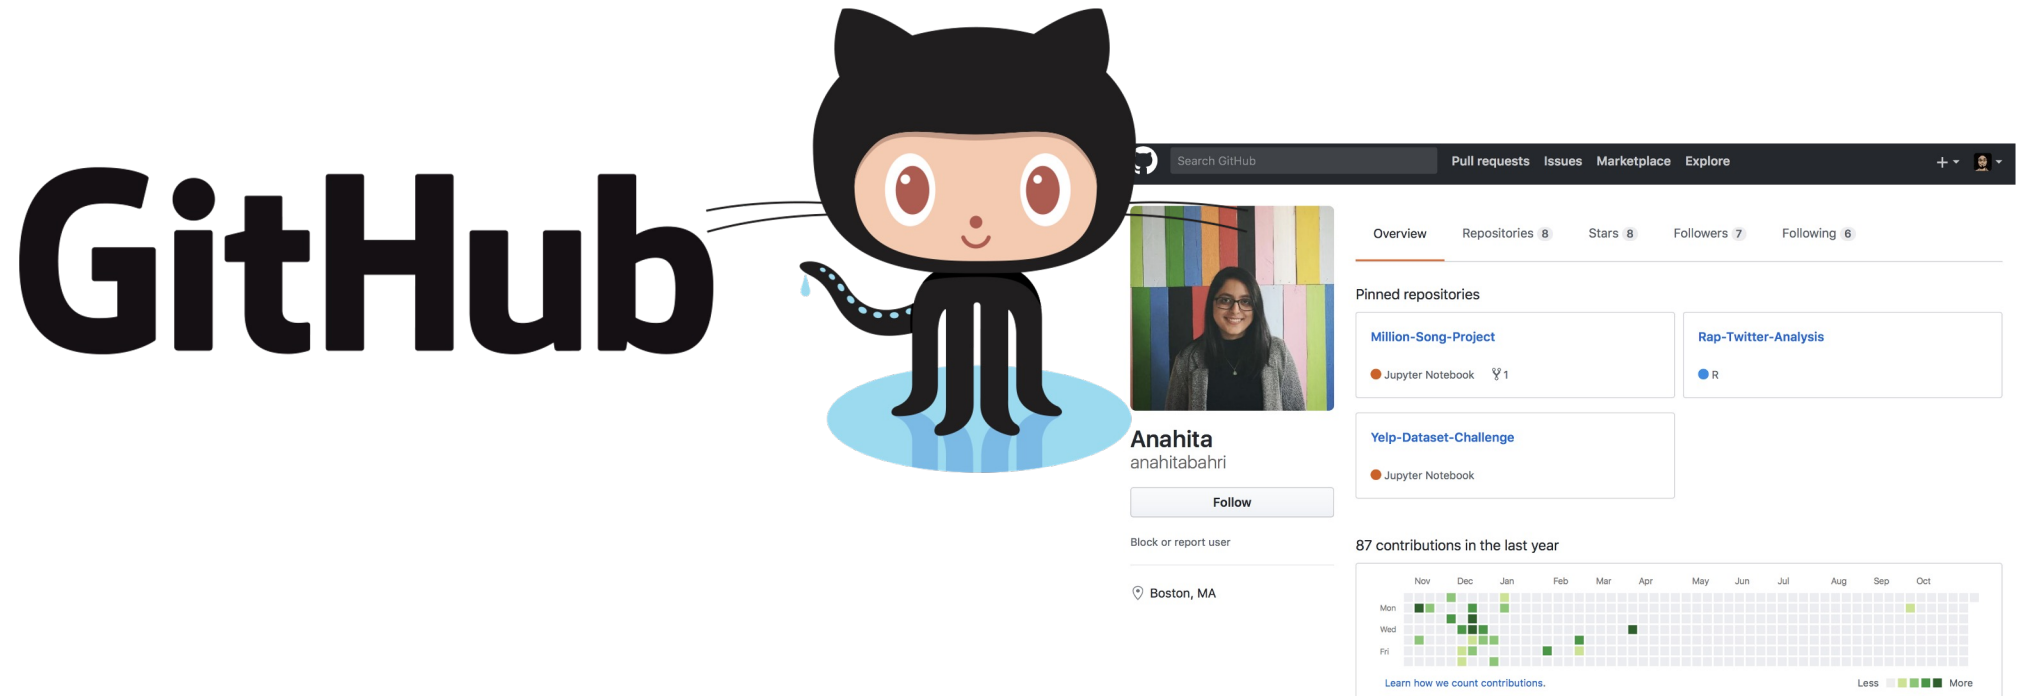 GitHub
Search GitHub
Pull requests Issues Marketplace Explore
Overview Repositories 8 Stars 8 Followers 7 Following 6
Pinned repositories
Million-Song-Project
Jupyter Notebook 1
Rap-Twitter-Analysis
R
Yelp-Dataset-Challenge
Jupyter Notebook
Anahita
anahitabahri
Follow
Block or report user
Boston, MA
87 contributions in the last year
Nov Dec Jan Feb Mar Apr May Jun Jul Aug Sep Oct
Mon
Wed
Fri
Learn how we count contributions.
Less More